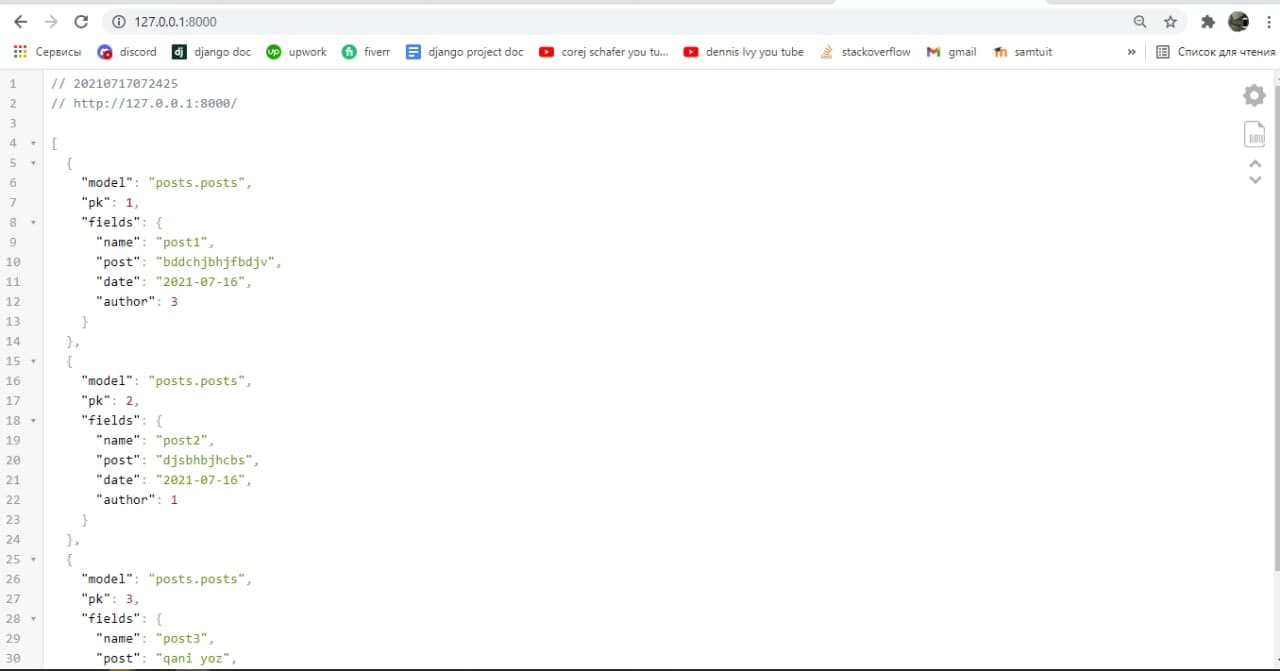 127.0.0.1:8000
Сервисы discord django doc upwork fiverr django project doc corej schafer you tu... dennis Ivy you tube stackoverflow gmail samtuit » Список для чтения
1 // 20210717072425
2 // http://127.0.0.1:8000/
3
4 [
5 {
6 "model": "posts.posts",
7 "pk": 1,
8 "fields": {
9 "name": "post1",
10 "post": "bddchjbhjfbdjv",
11 "date": "2021-07-16",
12 "author": 3
13 }
14 },
15 {
16 "model": "posts.posts",
17 "pk": 2,
18 "fields": {
19 "name": "post2",
20 "post": "djsbhbjhcbs",
21 "date": "2021-07-16",
22 "author": 1
23 }
24 },
25 {
26 "model": "posts.posts",
27 "pk": 3,
28 "fields": {
29 "name": "post3",
30 "post": "qani yoz",